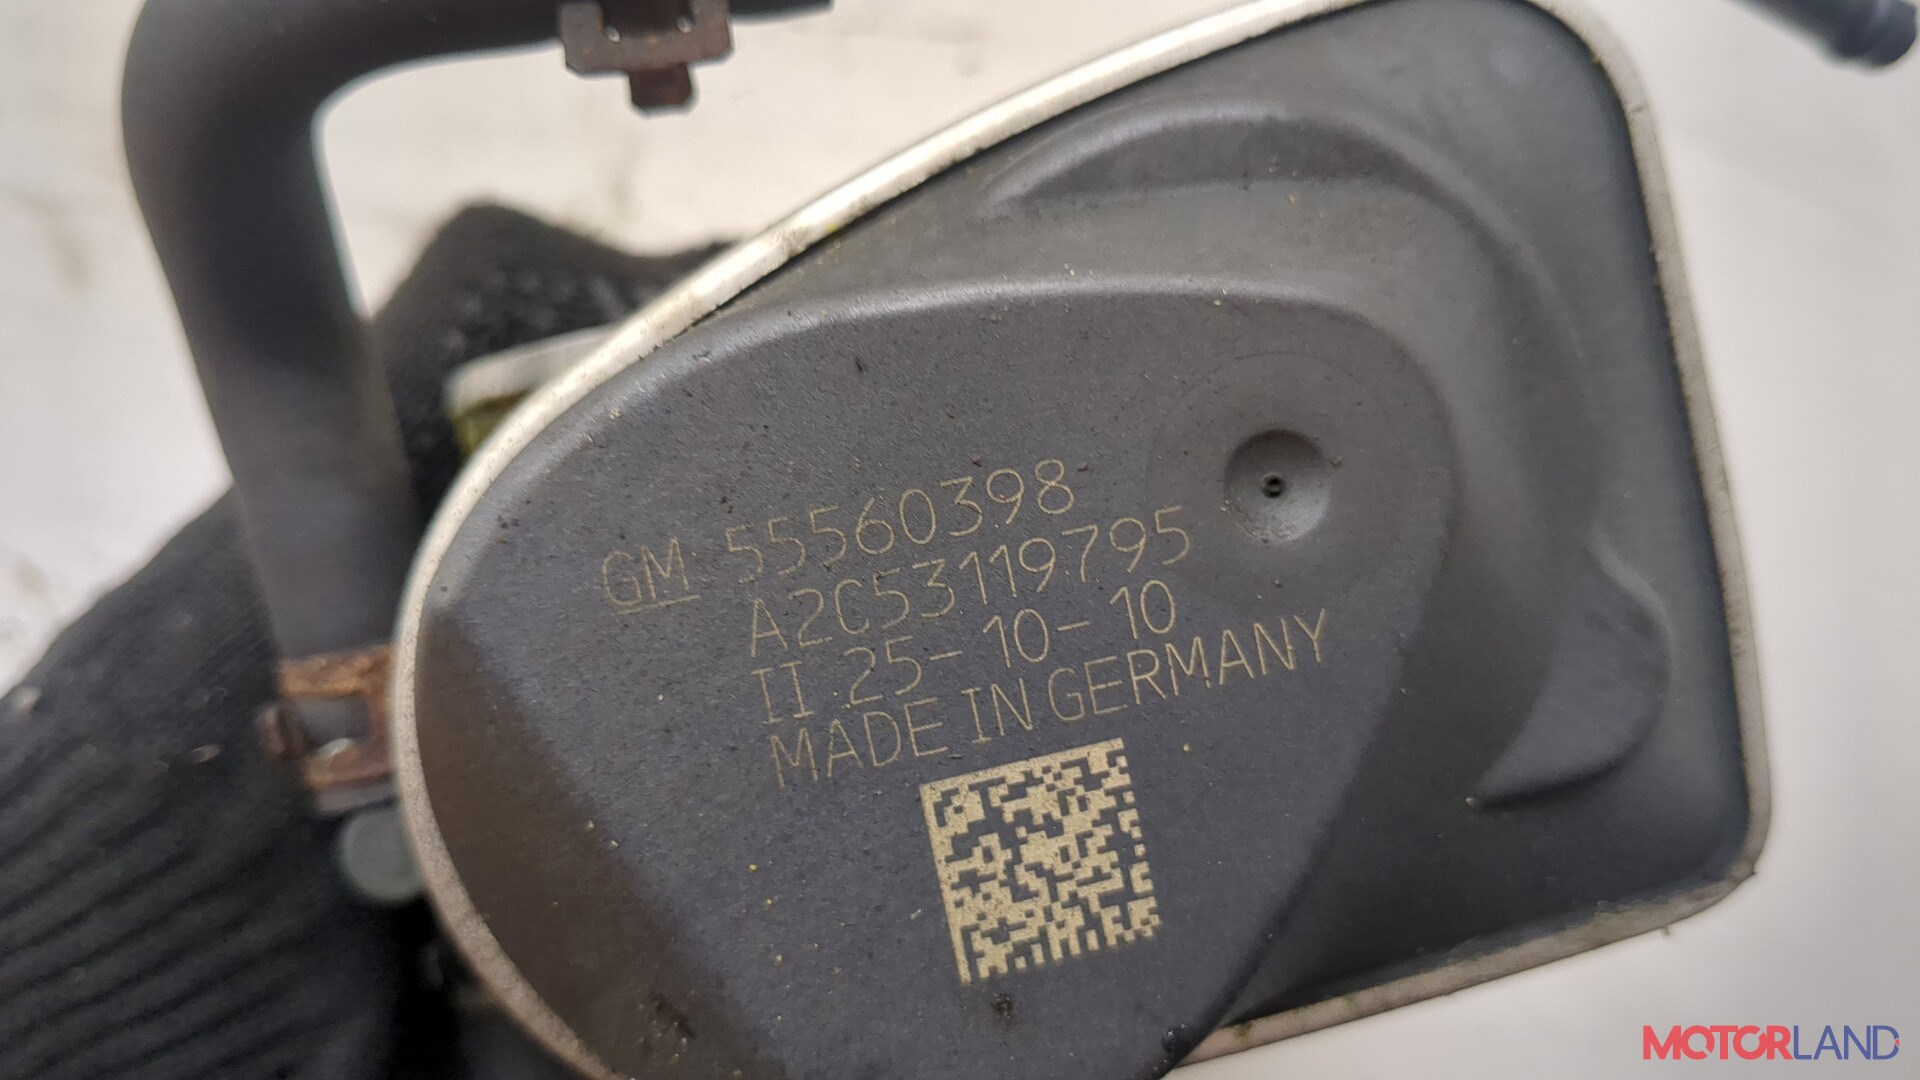 GM 55560398
A2C53119795
II 25-10-10
MADE IN GERMANY
MOTORLAND